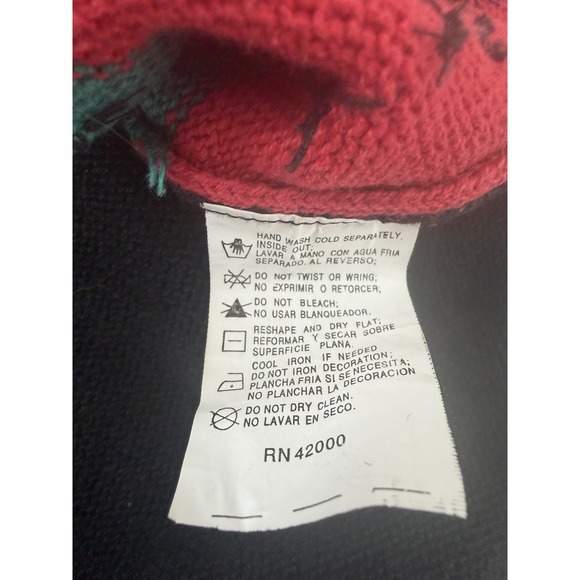 HAND WASH COLD SEPARATELY,
INSIDE OUT;
LAVAR A MANO CON AGUA FRIA
SEPARADO, AL REVERSO;
DO NOT TWIST OR WRING;
NO EXPRIMIR O RETORCER;
DO NOT BLEACH;
NO USAR BLANQUEADOR.
RESHAPE AND DRY FLAT;
REFORMAR Y SECAR SOBRE
SUPERFICIE PLANA.
COOL IRON IF NEEDED
DO NOT IRON DECORATION;
PLANCHA FRIA SI SE NECESITA;
NO PLANCHAR LA DECORACION
DO NOT DRY CLEAN.
NO LAVAR EN SECO.
RN 42000